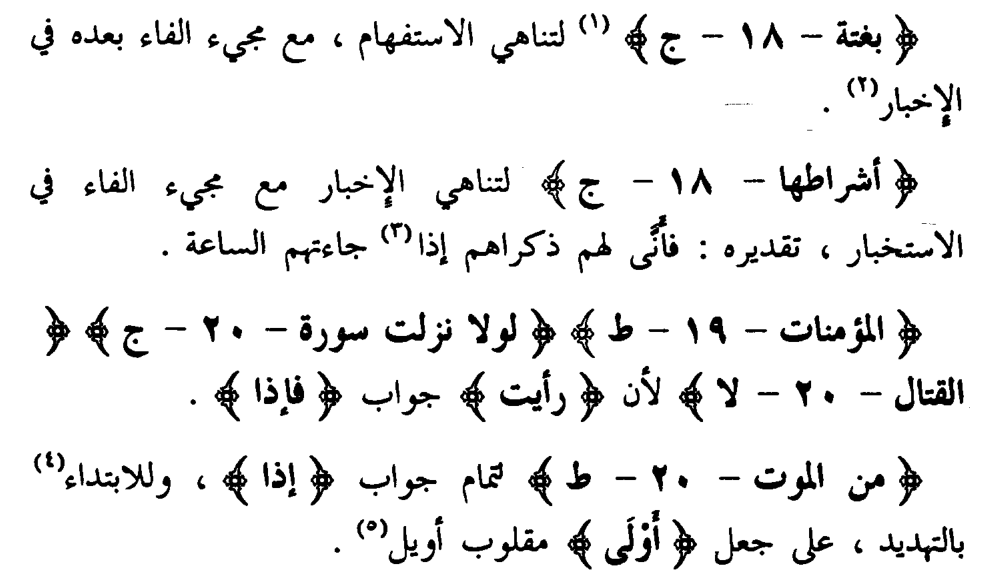 ﴿ بغتة – ١٨ – ج ﴾ (١) لتناهي الاستفهام ، مع مجيء الفاء بعده في
الإخبار(٢) .
﴿ أشراطها – ١٨ – ج ﴾ لتناهي الإخبار مع مجيء الفاء في
الاستخبار ، تقديره : فأَنَّى لهم ذكراهم إذا(٣) جاءتهم الساعة .
﴿ المؤمنات – ١٩ – ط ﴾ ﴿ لولا نزلت سورة – ٢٠ – ج ﴾ ﴿
القتال – ٢٠ – لا ﴾ لأن ﴿ رأيت ﴾ جواب ﴿ فإذا ﴾ .
﴿ من الموت – ٢٠ – ط ﴾ لتمام جواب ﴿ إذا ﴾ ، وللابتداء(٤)
بالتهديد ، على جعل ﴿ أَوْلَى ﴾ مقلوب أويل(٥) .